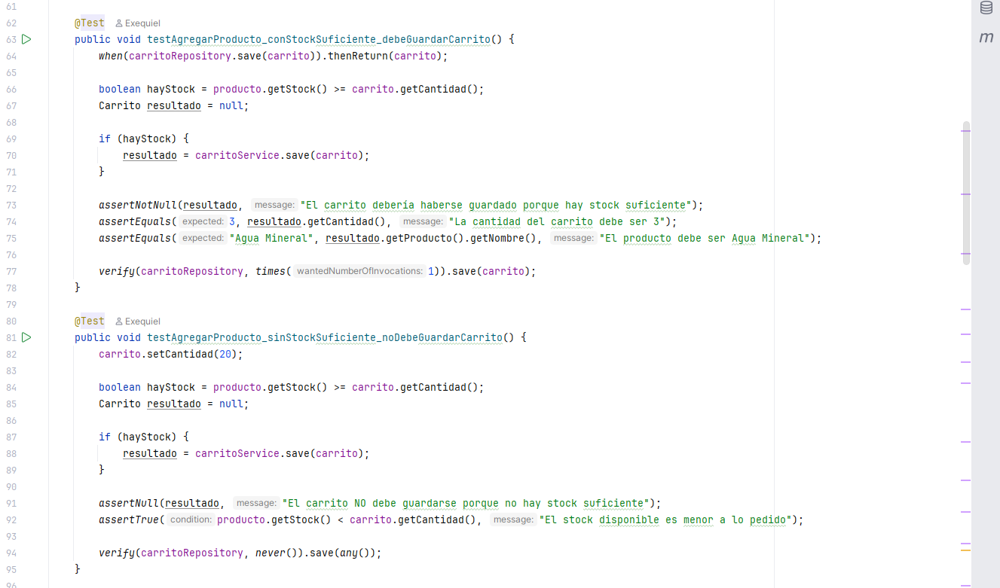 61
62 @Test Exequiel
63 public void testAgregarProducto_conStockSuficiente_debeGuardarCarrito() {
64 when(carritoRepository.save(carrito)).thenReturn(carrito);
65
66 boolean hayStock = producto.getStock() >= carrito.getCantidad();
67 Carrito resultado = null;
68
69 if (hayStock) {
70 resultado = carritoService.save(carrito);
71 }
72
73 assertNotNull(resultado, message: "El carrito debería haberse guardado porque hay stock suficiente");
74 assertEquals( expected: 3, resultado.getCantidad(), message: "La cantidad del carrito debe ser 3");
75 assertEquals( expected: "Agua Mineral", resultado.getProducto().getNombre(), message: "El producto debe ser Agua Mineral");
76
77 verify(carritoRepository, times( wantedNumberOfInvocations: 1)).save(carrito);
78 }
79
80 @Test Exequiel
81 public void testAgregarProducto_sinStockSuficiente_noDebeGuardarCarrito() {
82 carrito.setCantidad(20);
83
84 boolean hayStock = producto.getStock() >= carrito.getCantidad();
85 Carrito resultado = null;
86
87 if (hayStock) {
88 resultado = carritoService.save(carrito);
89 }
90
91 assertNull(resultado, message: "El carrito NO debe guardarse porque no hay stock suficiente");
92 assertTrue( condition: producto.getStock() < carrito.getCantidad(), message: "El stock disponible es menor a lo pedido");
93
94 verify(carritoRepository, never()).save(any());
95 }
96
m